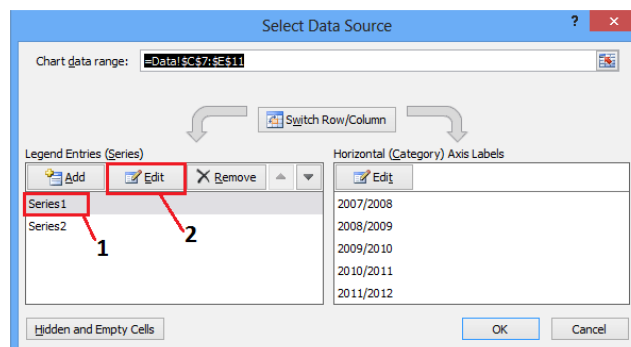 Select Data Source
? ×
Chart data range: =Data!$C$7:$E$11
Switch Row/Column
Legend Entries (Series)
Horizontal (Category) Axis Labels
Add Edit Remove
Edit
Series1
Series2
1
2
2007/2008
2008/2009
2009/2010
2010/2011
2011/2012
Hidden and Empty Cells
OK Cancel